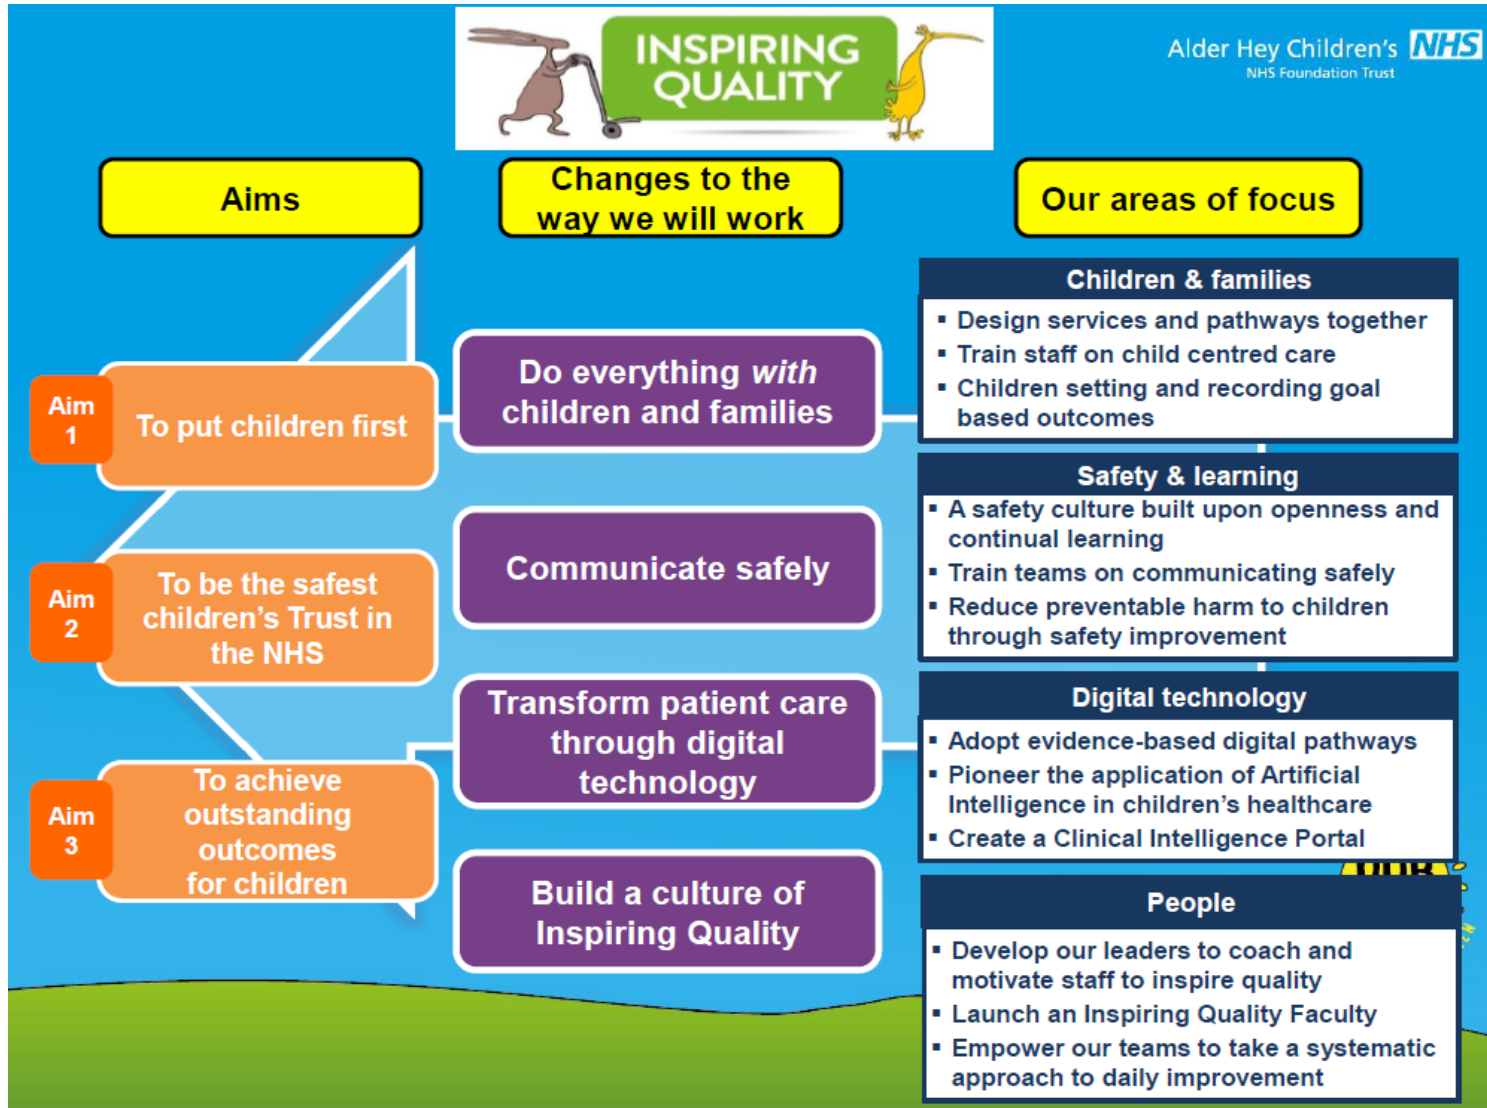 INSPIRING
QUALITY
Alder Hey Children's NHS
NHS Foundation Trust
Aims
Changes to the
way we will work
Our areas of focus
Aim
1
To put children first
Aim
2
To be the safest
children's Trust in
the NHS
Aim
3
To achieve
outstanding
outcomes
for children
Do everything with
children and families
Communicate safely
Transform patient care
through digital
technology
Build a culture of
Inspiring Quality
Children & families
▪ Design services and pathways together
▪ Train staff on child centred care
▪ Children setting and recording goal
based outcomes
Safety & learning
▪ A safety culture built upon openness and
continual learning
▪ Train teams on communicating safely
▪ Reduce preventable harm to children
through safety improvement
Digital technology
▪ Adopt evidence-based digital pathways
▪ Pioneer the application of Artificial
Intelligence in children's healthcare
▪ Create a Clinical Intelligence Portal
People
▪ Develop our leaders to coach and
motivate staff to inspire quality
▪ Launch an Inspiring Quality Faculty
▪ Empower our teams to take a systematic
approach to daily improvement